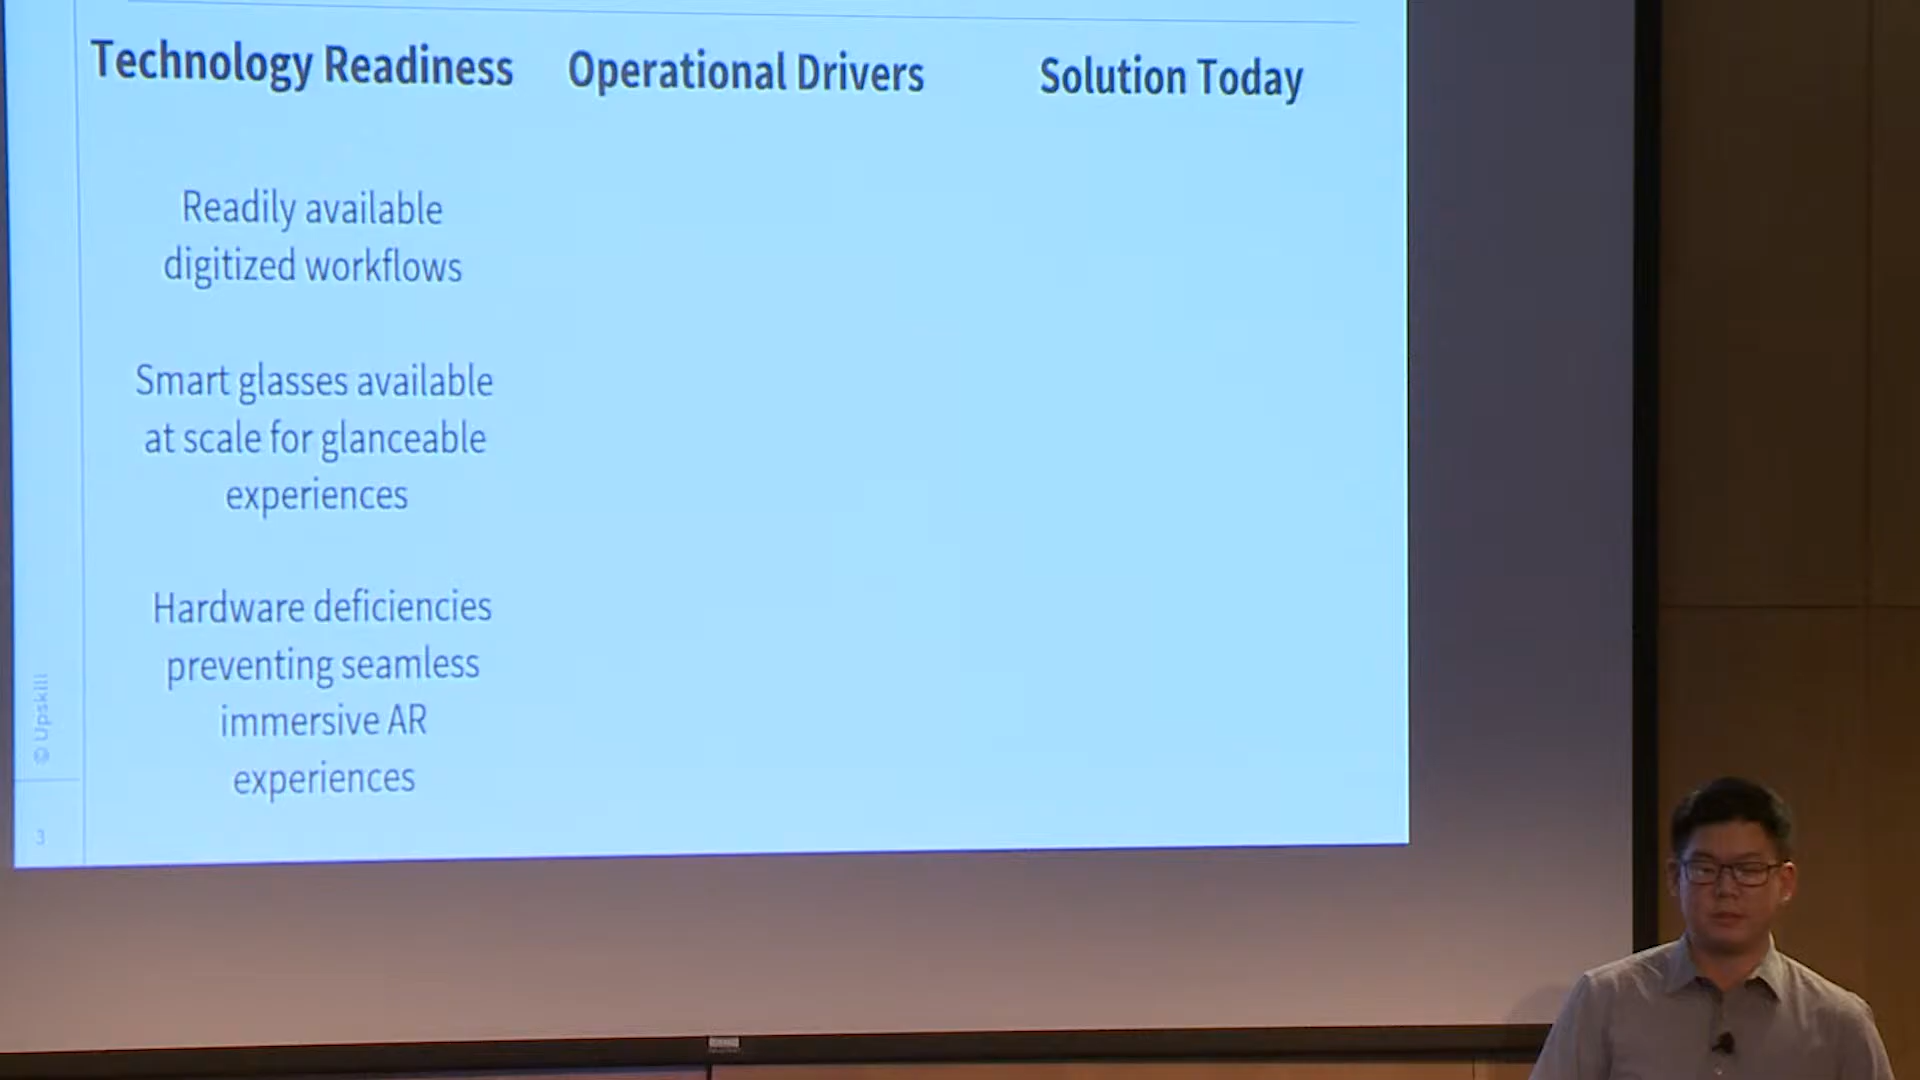 Technology Readiness
Operational Drivers
Solution Today
Readily available
digitized workflows
Smart glasses available
at scale for glanceable
experiences
Hardware deficiencies
preventing seamless
immersive AR
experiences
© Upskill
3